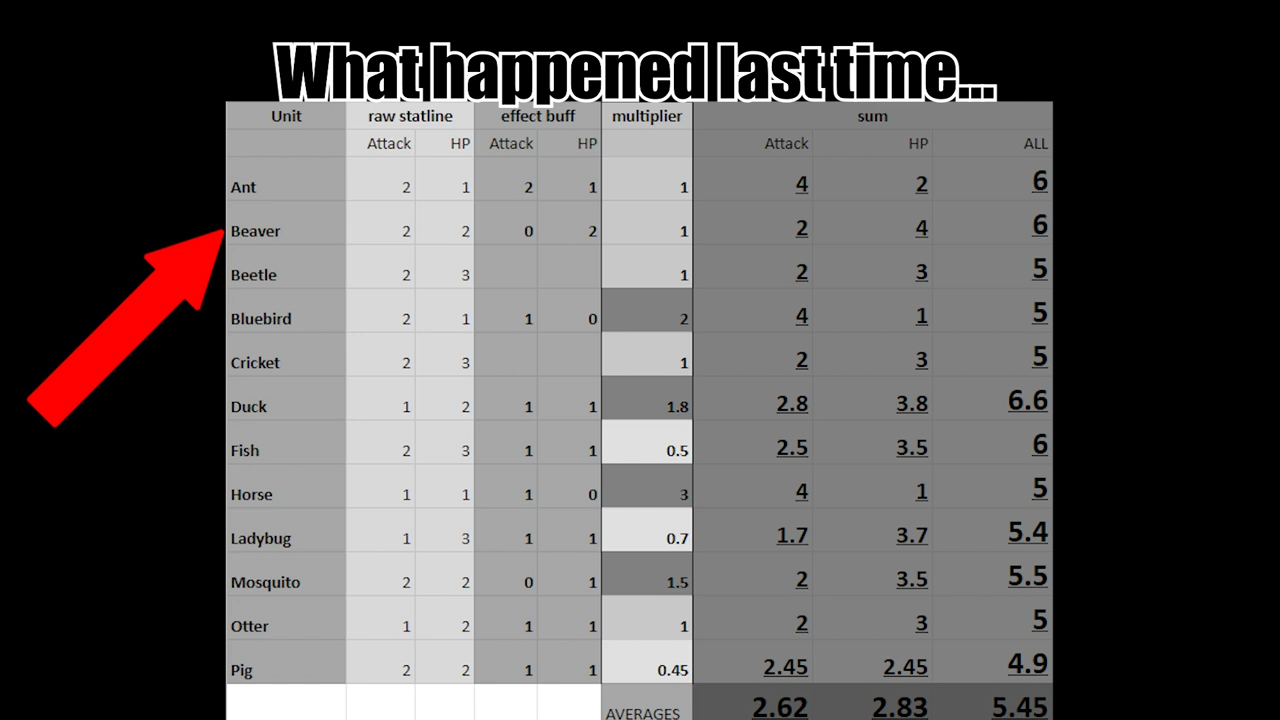 What happened last time...
Unit raw statline effect buff multiplier sum
Attack HP Attack HP Attack HP ALL
Ant 2 1 2 1 1 4 2 6
Beaver 2 2 0 2 1 2 4 6
Beetle 2 3 1 2 3 5
Bluebird 2 1 1 0 2 4 1 5
Cricket 2 3 1 2 3 5
Duck 1 2 1 1 1.8 2.8 3.8 6.6
Fish 2 3 1 1 0.5 2.5 3.5 6
Horse 1 1 1 0 3 4 1 5
Ladybug 1 3 1 1 0.7 1.7 3.7 5.4
Mosquito 2 2 0 1 1.5 2 3.5 5.5
Otter 1 2 1 1 1 2 3 5
Pig 2 2 1 1 0.45 2.45 2.45 4.9
AVERAGES 2.62 2.83 5.45